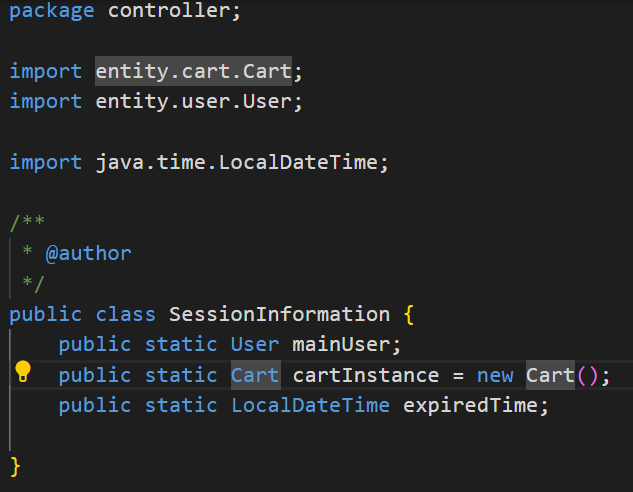 package controller;
import entity.cart.Cart;
import entity.user.User;
import java.time.LocalDateTime;
/**
 * @author
 */
public class SessionInformation {
    public static User mainUser;
    public static Cart cartInstance = new Cart();
    public static LocalDateTime expiredTime;
}